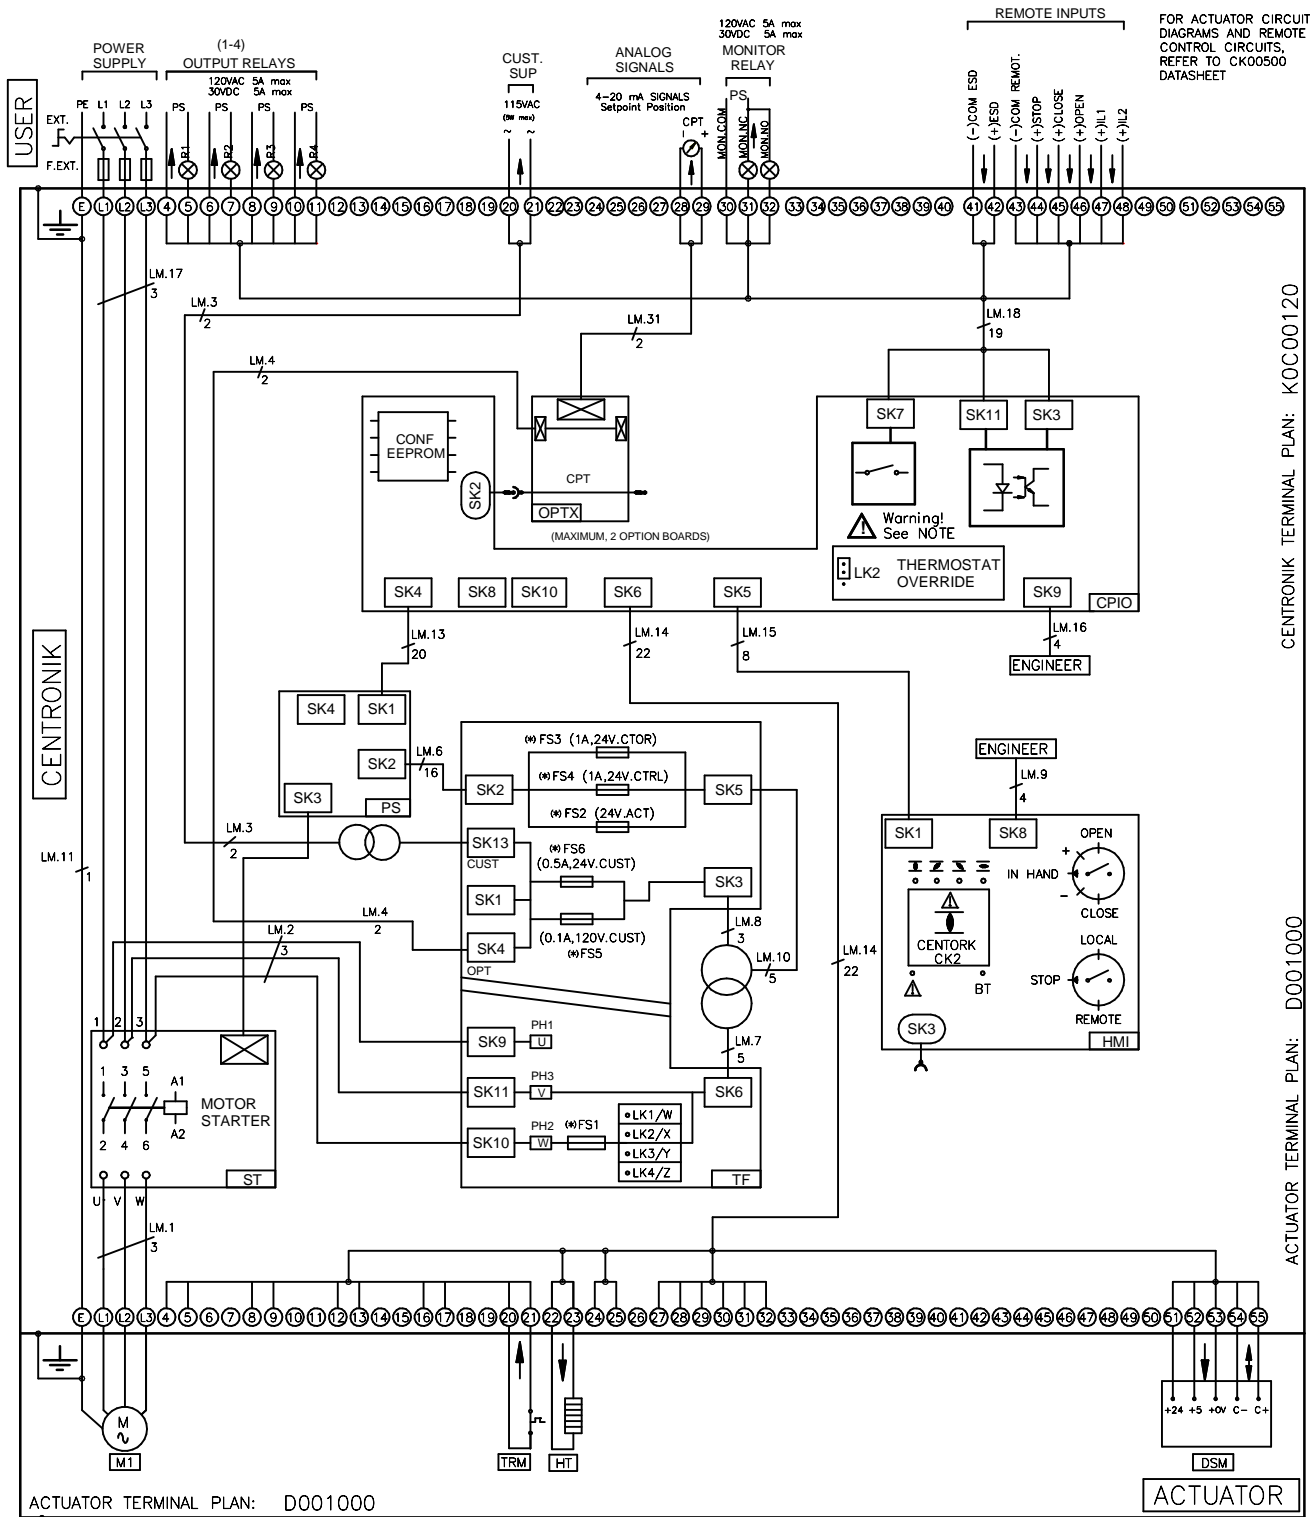 REMOTE INPUTS
FOR ACTUATOR CIRCUIT
DIAGRAMS AND REMOTE
CONTROL CIRCUITS,
REFER TO CK00500
DATASHEET
120VAC 5A max
30VDC 5A max
MONITOR
RELAY
POWER
SUPPLY
(1-4)
OUTPUT RELAYS
120VAC 5A max
30VDC 5A max
CUST.
SUP
115VAC
(8W max)
~ ~
ANALOG
SIGNALS
4-20 mA SIGNALS
Setpoint Position
- CPT +
USER
PE L1 L2 L3
EXT.
F.EXT.
PS PS PS PS
R1 R2 R3 R4
PS
MON.COM
MON.NC
MON.NO
(-)COM ESD
(+)ESD
(-)COM REMOT.
(+)STOP
(+)CLOSE
(+)OPEN
(+)IL1
(+)IL2
E L1 L2 L3 4 5 6 7 8 9 10 11 12 13 14 15 16 17 18 19 20 21 22 23 24 25 26 27 28 29 30 31 32 33 34 35 36 37 38 39 40 41 42 43 44 45 46 47 48 49 50 51 52 53 54 55
LM.17
3
LM.3
2
LM.31
2
LM.18
19
LM.4
2
CENTRONIK TERMINAL PLAN: K0C00120
CONF
EEPROM
SK2
CPT
OPTX
(MAXIMUM, 2 OPTION BOARDS)
SK7
SK11
SK3
Warning!
See NOTE
LK2
THERMOSTAT
OVERRIDE
SK4
SK8
SK10
SK6
SK5
SK9
CPIO
LM.13
20
LM.14
22
LM.15
8
LM.16
4
ENGINEER
CENTRONIK
SK4
SK1
SK2
SK3
PS
LM.6
16
(*)FS3 (1A,24V.CTOR)
(*)FS4 (1A,24V.CTRL)
(*)FS2 (24V.ACT)
SK2
SK5
ENGINEER
LM.9
4
LM.3
2
SK13
CUST
(*)FS6
(0.5A,24V.CUST)
SK1
SK3
LM.4
2
SK4
OPT
(0.1A,120V.CUST)
(*)FS5
LM.8
3
LM.10
5
LM.14
22
LM.11
1
LM.2
3
SK1
SK8
OPEN
+
IN HAND
-
CLOSE
CENTORK
CK2
BT
LOCAL
STOP
REMOTE
SK3
HMI
ACTUATOR TERMINAL PLAN: D001000
1 2 3
1 3 5
A1
A2
2 4 6
MOTOR
STARTER
ST
U V W
SK9
PH1
U
LM.7
5
SK11
PH3
V
SK6
SK10
PH2
W
(*)FS1
LK1/W
LK2/X
LK3/Y
LK4/Z
TF
LM.1
3
E L1 L2 L3 4 5 6 7 8 9 10 11 12 13 14 15 16 17 18 19 20 21 22 23 24 25 26 27 28 29 30 31 32 33 34 35 36 37 38 39 40 41 42 43 44 45 46 47 48 49 50 51 52 53 54 55
M
~
M1
TRM
HT
+24 +5 +0V C- C+
DSM
ACTUATOR TERMINAL PLAN: D001000
ACTUATOR